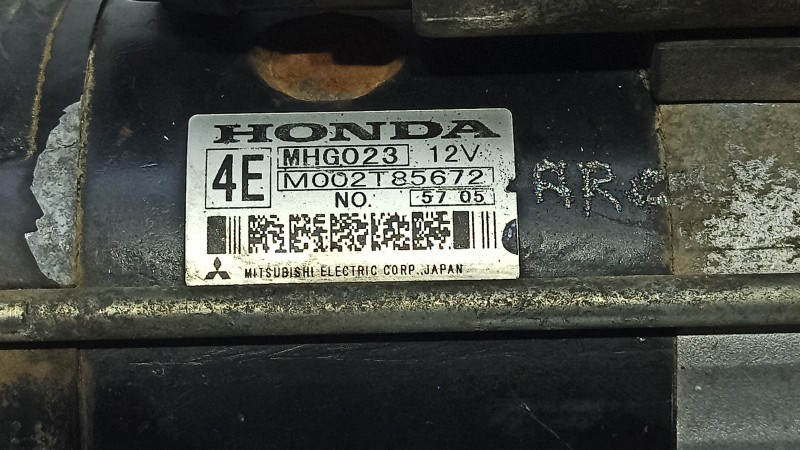 HONDA
4E MHG023 12V
M002T85672
NO. 57 05
MITSUBISHI ELECTRIC CORP., JAPAN